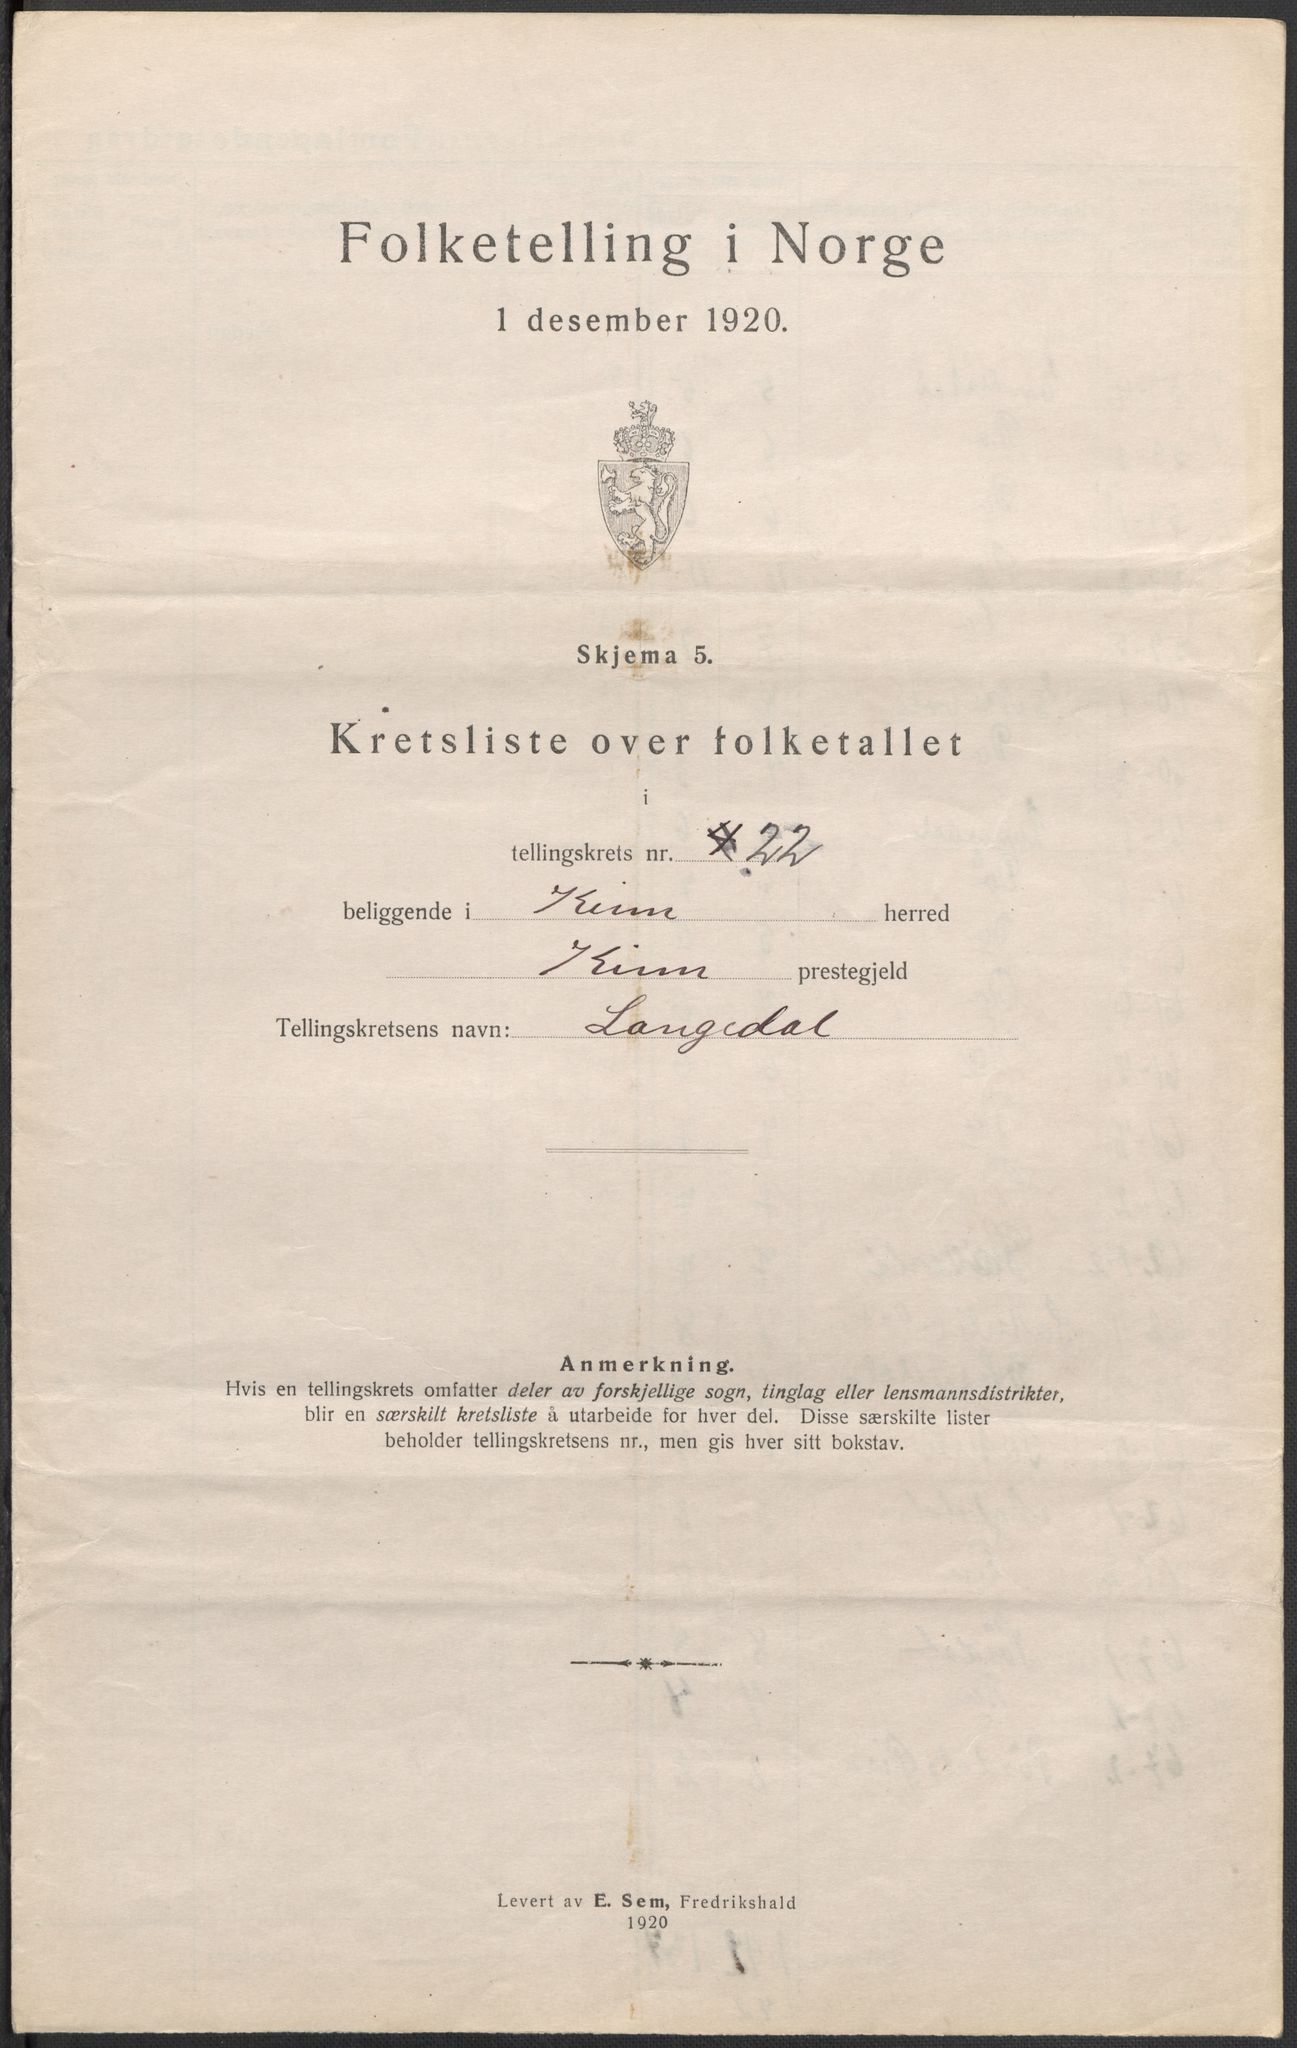 Folketelling i Norge
1 desember 1920.
Skjema 5.
Kretsliste over folketallet
i
tellingskrets nr. 22
beliggende i Kinn herred
Kinn prestegjeld
Tellingskretsens navn: Langedal
Anmerkning.
Hvis en tellingskrets omfatter deler av forskjellige sogn, tinglag eller lensmannsdistrikter,
blir en særskilt kretsliste å utarbeide for hver del. Disse særskilte lister
beholder tellingskretsens nr., men gis hver sitt bokstav.
Levert av E. Sem, Fredrikshald
1920